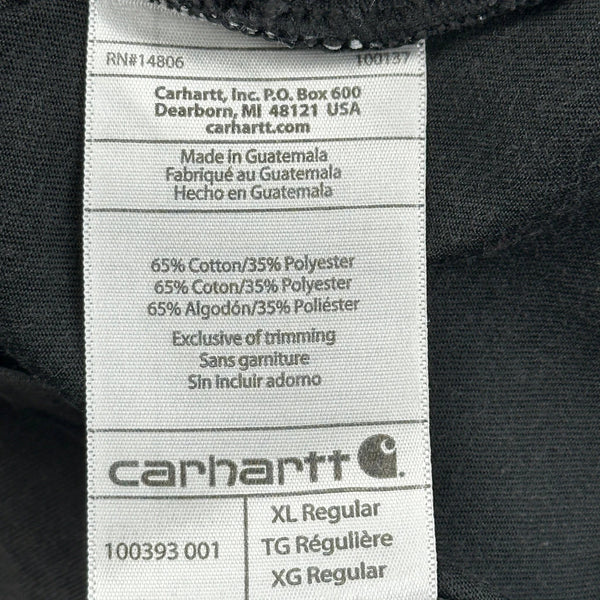 RN#14806 100137
Carhartt, Inc. P.O. Box 600
Dearborn, MI 48121 USA
carhartt.com
Made in Guatemala
Fabriqué au Guatemala
Hecho en Guatemala
65% Cotton/35% Polyester
65% Coton/35% Polyester
65% Algodón/35% Poliéster
Exclusive of trimming
Sans garniture
Sin incluir adorno
carhartt
100393 001
XL Regular
TG Régulière
XG Regular